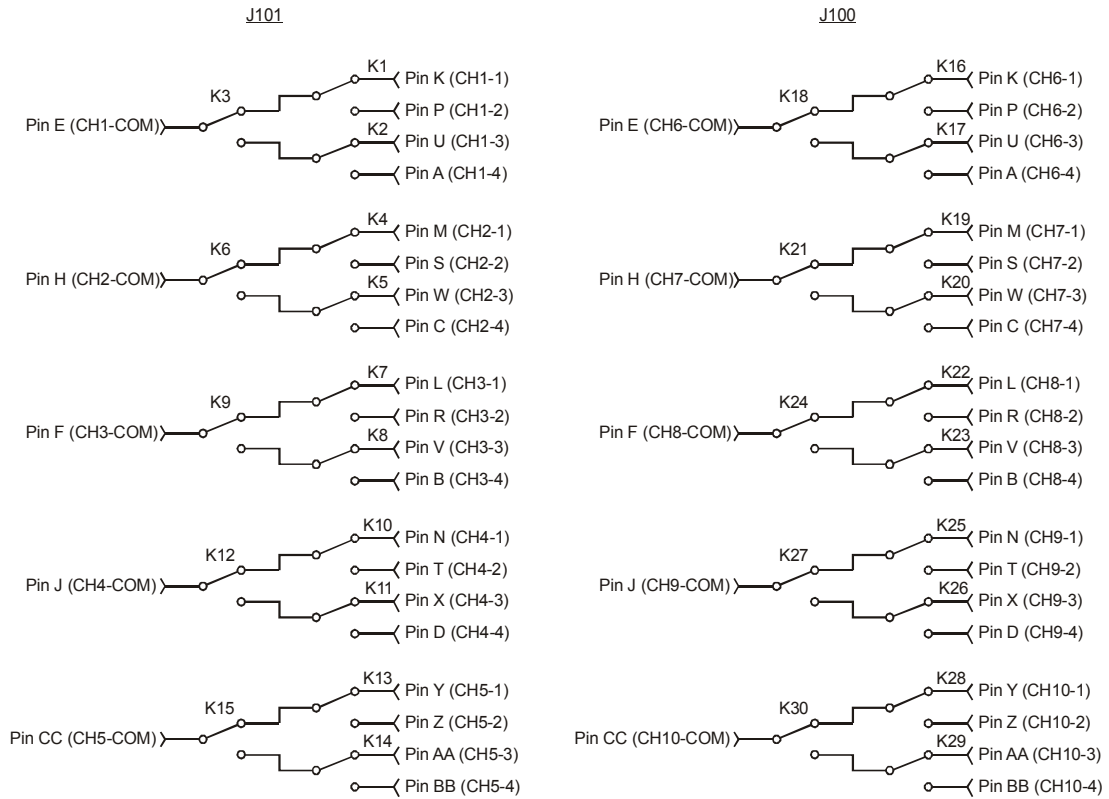 J101
K1
Pin K (CH1-1)
K3
Pin P (CH1-2)
Pin E (CH1-COM)
K2
Pin U (CH1-3)
Pin A (CH1-4)
K4
Pin M (CH2-1)
K6
Pin S (CH2-2)
Pin H (CH2-COM)
K5
Pin W (CH2-3)
Pin C (CH2-4)
K7
Pin L (CH3-1)
K9
Pin R (CH3-2)
Pin F (CH3-COM)
K8
Pin V (CH3-3)
Pin B (CH3-4)
K10
Pin N (CH4-1)
K12
Pin T (CH4-2)
Pin J (CH4-COM)
K11
Pin X (CH4-3)
Pin D (CH4-4)
K13
Pin Y (CH5-1)
K15
Pin Z (CH5-2)
Pin CC (CH5-COM)
K14
Pin AA (CH5-3)
Pin BB (CH5-4)
J100
K16
Pin K (CH6-1)
K18
Pin P (CH6-2)
Pin E (CH6-COM)
K17
Pin U (CH6-3)
Pin A (CH6-4)
K19
Pin M (CH7-1)
K21
Pin S (CH7-2)
Pin H (CH7-COM)
K20
Pin W (CH7-3)
Pin C (CH7-4)
K22
Pin L (CH8-1)
K24
Pin R (CH8-2)
Pin F (CH8-COM)
K23
Pin V (CH8-3)
Pin B (CH8-4)
K25
Pin N (CH9-1)
K27
Pin T (CH9-2)
Pin J (CH9-COM)
K26
Pin X (CH9-3)
Pin D (CH9-4)
K28
Pin Y (CH10-1)
K30
Pin Z (CH10-2)
Pin CC (CH10-COM)
K29
Pin AA (CH10-3)
Pin BB (CH10-4)